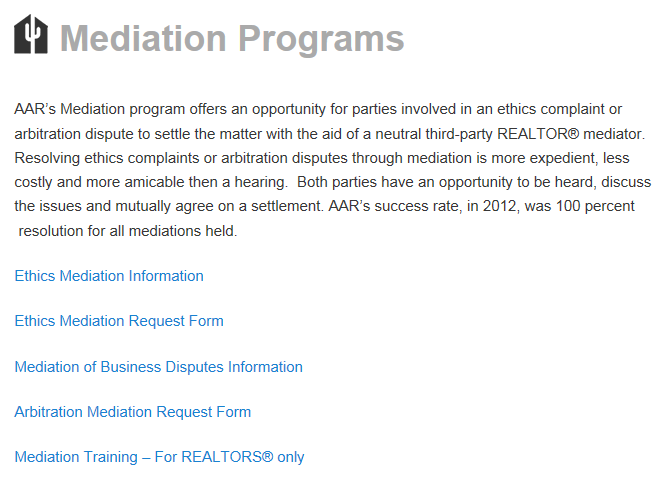 Mediation Programs
AAR's Mediation program offers an opportunity for parties involved in an ethics complaint or
arbitration dispute to settle the matter with the aid of a neutral third-party REALTOR® mediator.
Resolving ethics complaints or arbitration disputes through mediation is more expedient, less
costly and more amicable then a hearing.  Both parties have an opportunity to be heard, discuss
the issues and mutually agree on a settlement. AAR's success rate, in 2012, was 100 percent
resolution for all mediations held.
Ethics Mediation Information
Ethics Mediation Request Form
Mediation of Business Disputes Information
Arbitration Mediation Request Form
Mediation Training – For REALTORS® only